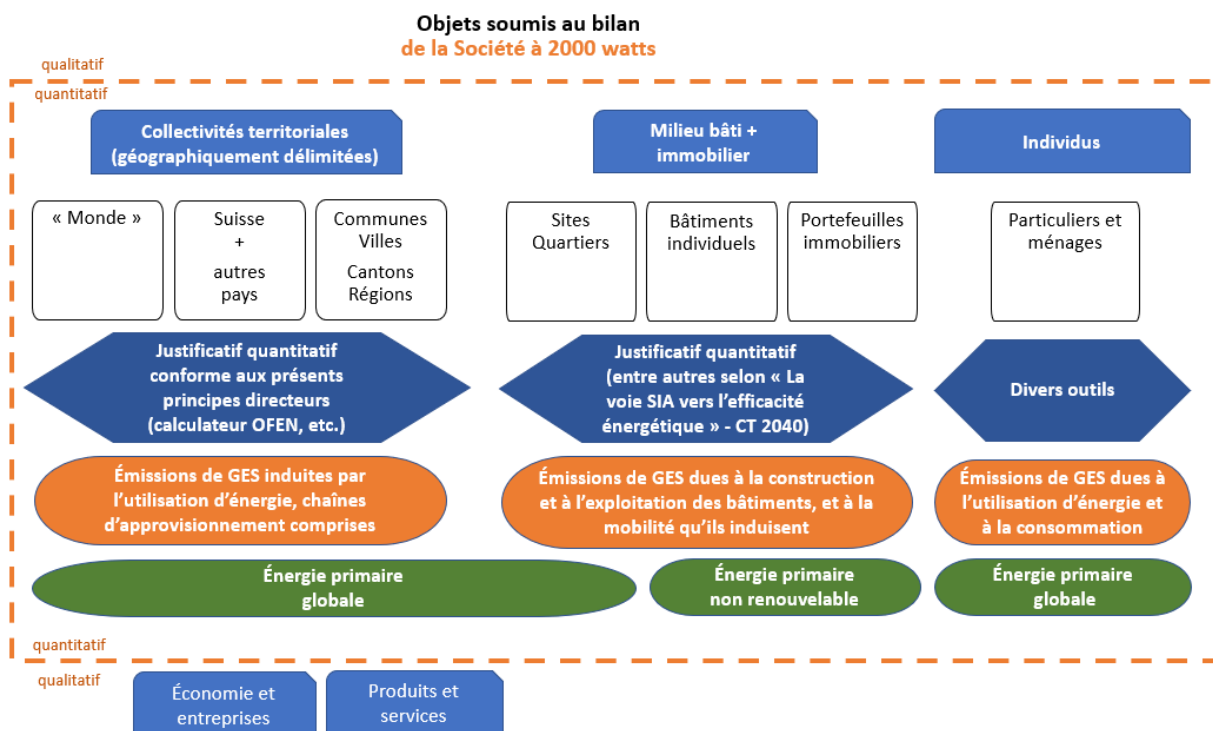 Objets soumis au bilan
de la Société à 2000 watts
qualitatif
quantitatif
Collectivités territoriales
(géographiquement délimitées)
Milieu bâti +
immobilier
Individus
« Monde »
Suisse
+
autres
pays
Communes
Villes
Cantons
Régions
Sites
Quartiers
Bâtiments
individuels
Portefeuilles
immobiliers
Particuliers et
ménages
Justificatif quantitatif
conforme aux présents
principes directeurs
(calculateur OFEN, etc.)
Justificatif quantitatif
(entre autres selon « La
voie SIA vers l’efficacité
énergétique » - CT 2040)
Divers outils
Émissions de GES induites par
l’utilisation d’énergie, chaînes
d’approvisionnement comprises
Émissions de GES dues à la construction
et à l’exploitation des bâtiments, et à la
mobilité qu’ils induisent
Émissions de GES dues à
l’utilisation d’énergie et
à la consommation
Énergie primaire
globale
Énergie primaire
non renouvelable
Énergie primaire
globale
quantitatif
qualitatif
Économie et
entreprises
Produits et
services